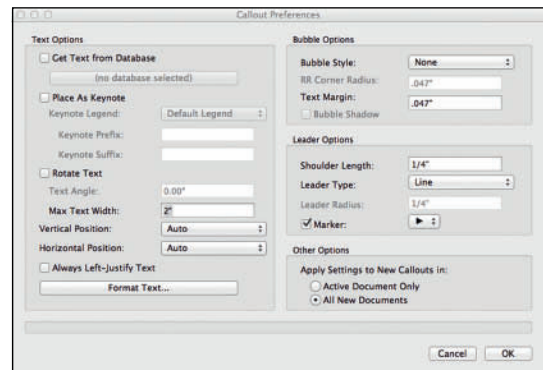 Callout Preferences
Text Options
Get Text from Database
(no database selected)
Place As Keynote
Keynote Legend: Default Legend
Keynote Prefix:
Keynote Suffix:
Rotate Text
Text Angle: 0.00°
Max Text Width: 2"
Vertical Position: Auto
Horizontal Position: Auto
Always Left-Justify Text
Format Text...
Bubble Options
Bubble Style: None
RR Corner Radius: .047"
Text Margin: .047"
Bubble Shadow
Leader Options
Shoulder Length: 1/4"
Leader Type: Line
Leader Radius: 1/4"
Marker:
Other Options
Apply Settings to New Callouts in:
Active Document Only
All New Documents
Cancel OK